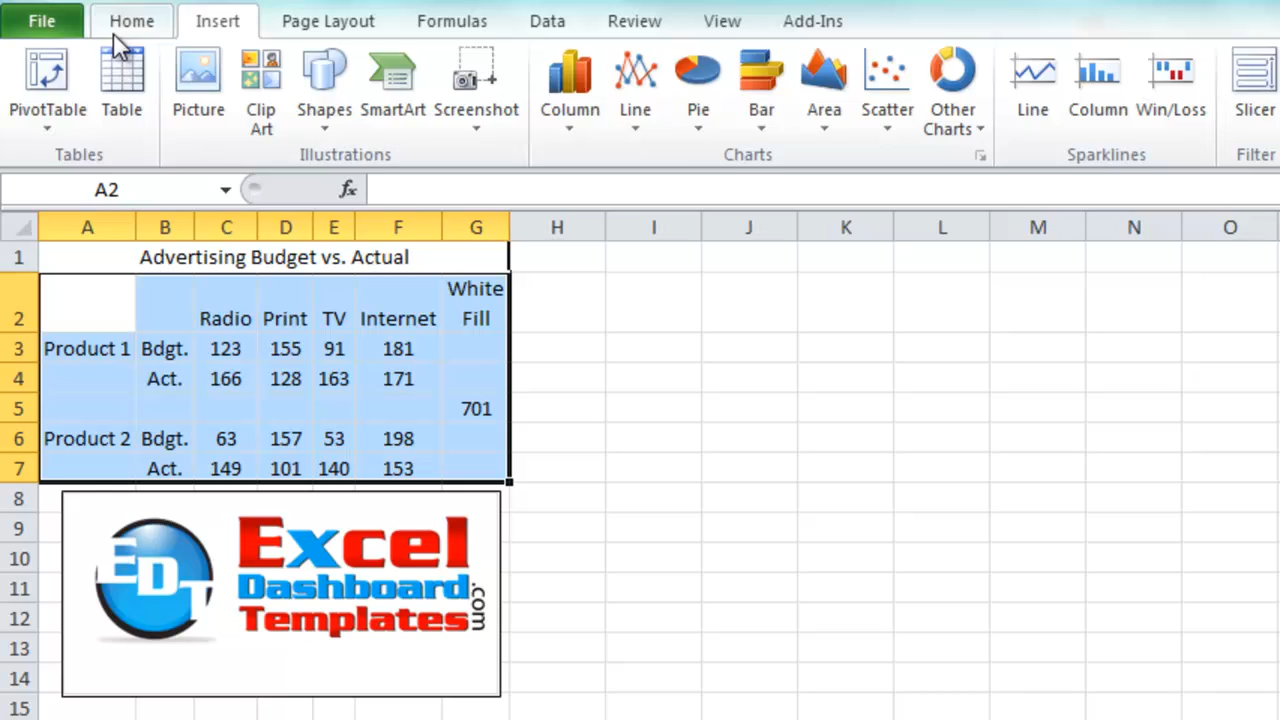 File Home Insert Page Layout Formulas Data Review View Add-Ins
PivotTable Table Picture Clip Art Shapes SmartArt Screenshot Column Line Pie Bar Area Scatter Other Charts Line Column Win/Loss Slicer
Tables Illustrations Charts Sparklines Filter
A2 fx
A B C D E F G H I J K L M N O
1 Advertising Budget vs. Actual
2 Radio Print TV Internet White Fill
3 Product 1 Bdgt. 123 155 91 181
4 Act. 166 128 163 171
5 701
6 Product 2 Bdgt. 63 157 53 198
7 Act. 149 101 140 153
8
9
10
11
12
13
14
15
EDT
Excel
Dashboard
Templates
.com